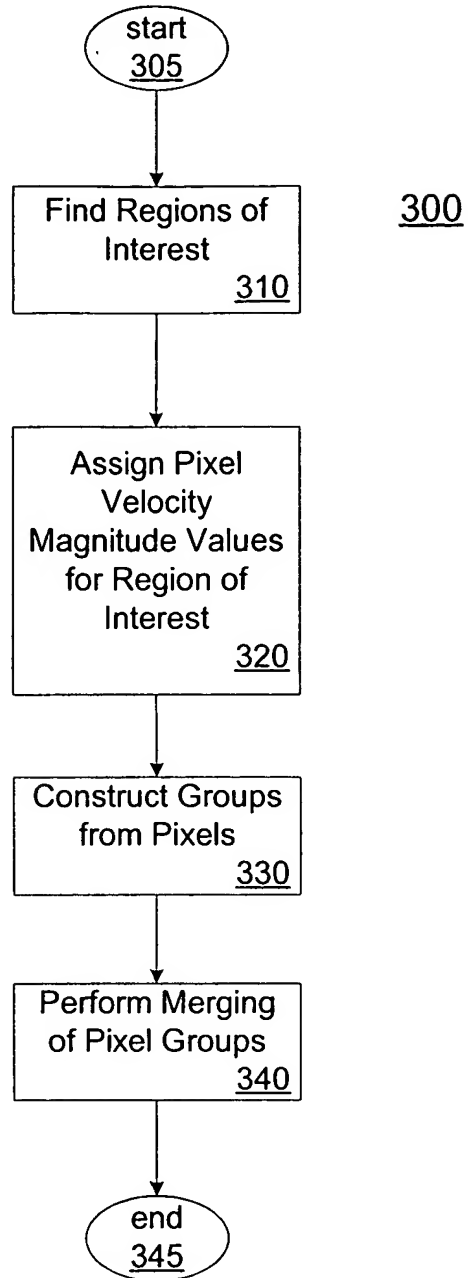 start
305
300
Find Regions of
Interest
310
Assign Pixel
Velocity
Magnitude Values
for Region of
Interest
320
Construct Groups
from Pixels
330
Perform Merging
of Pixel Groups
340
end
345